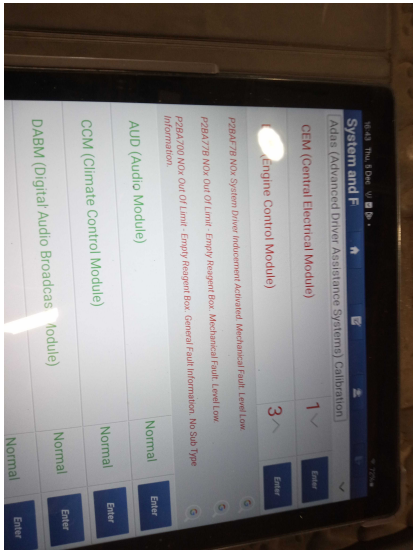 16:43 Thu, 5 Dec
72%
System and F
Adas (Advanced Driver Assistance Systems) Calibration
CEM (Central Electrical Module)
1
Enter
(Engine Control Module)
3
Enter
P2BAF78 NOx System Driver Inducement Activated. Mechanical Fault. Level Low.
P2BA77B NOx Out Of Limit - Empty Reagent Box. Mechanical Fault. Level Low
P2BA700 NOx Out Of Limit - Empty Reagent Box. General Fault Information. No Sub Type
Information.
AUD (Audio Module)
Normal
Enter
CCM (Climate Control Module)
Normal
Enter
DABM (Digital Audio Broadcas Module)
Normal
Enter
Normal
Enter